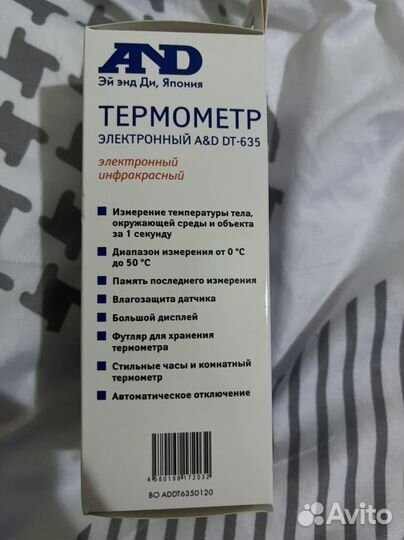 AND
Эй энд Ди, Япония
ТЕРМОМЕТР
ЭЛЕКТРОННЫЙ A&D DT-635
электронный
инфракрасный
Измерение температуры тела,
окружающей среды и объекта
за 1 секунду
Диапазон измерения от 0 °С
до 50 °С
Память последнего измерения
Влагозащита датчика
Большой дисплей
Футляр для хранения
термометра
Стильные часы и комнатный
термометр
Автоматическое отключение
4580198172032
BO ADDT6350120
Avito